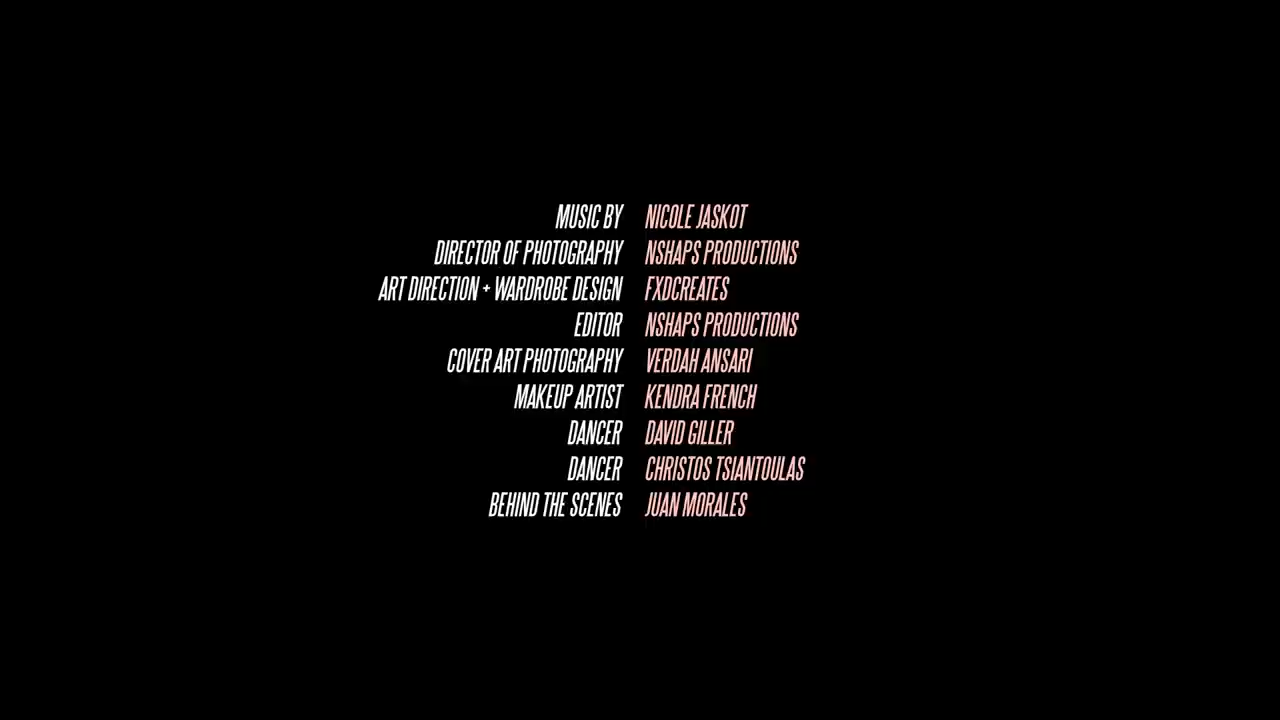 MUSIC BY NICOLE JASKOT
DIRECTOR OF PHOTOGRAPHY NSHAPS PRODUCTIONS
ART DIRECTION + WARDROBE DESIGN FXDCREATES
EDITOR NSHAPS PRODUCTIONS
COVER ART PHOTOGRAPHY VERDAH ANSARI
MAKEUP ARTIST KENDRA FRENCH
DANCER DAVID GILLER
DANCER CHRISTOS TSIANTOULAS
BEHIND THE SCENES JUAN MORALES